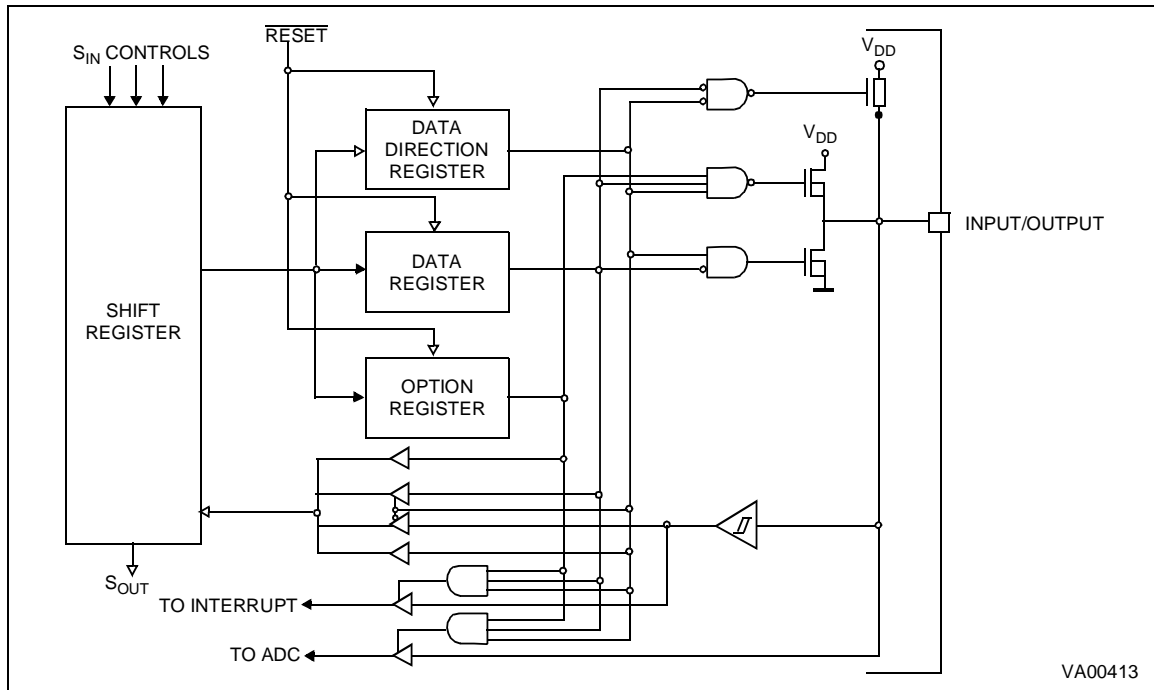 RESET
S_IN CONTROLS
V_DD
DATA
DIRECTION
REGISTER
V_DD
INPUT/OUTPUT
DATA
REGISTER
SHIFT
REGISTER
OPTION
REGISTER
S_OUT
TO INTERRUPT
TO ADC
VA00413